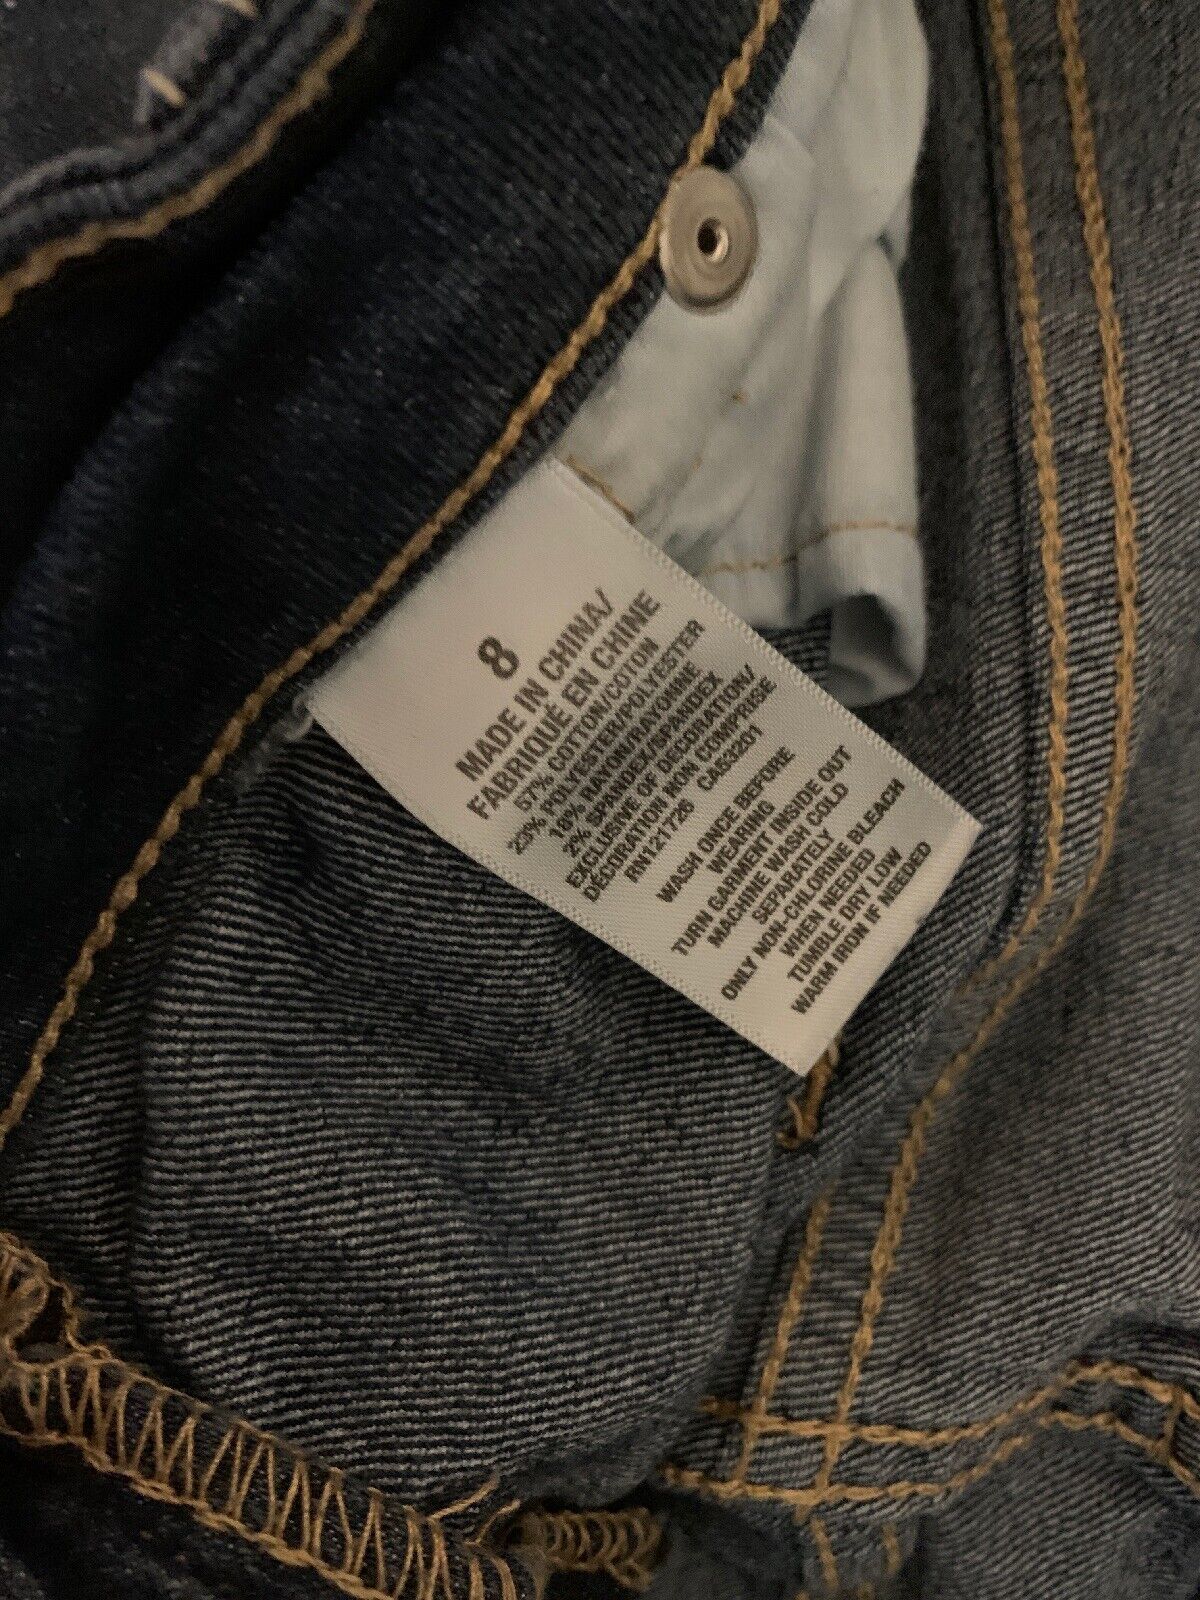 8
MADE IN CHINA/
FABRIQUÉ EN CHINE
57% COTTON/COTON
23% POLYESTER/POLYESTER
18% RAYON/RAYONNE
2% SPANDEX/SPANDEX
EXCLUSIVE OF DECORATION/
DECORATION NON COMPRISE
RN121726 CA53201
WASH ONCE BEFORE
WEARING
TURN GARMENT INSIDE OUT
MACHINE WASH COLD
SEPARATELY
ONLY NON-CHLORINE BLEACH
WHEN NEEDED
TUMBLE DRY LOW
WARM IRON IF NEEDED